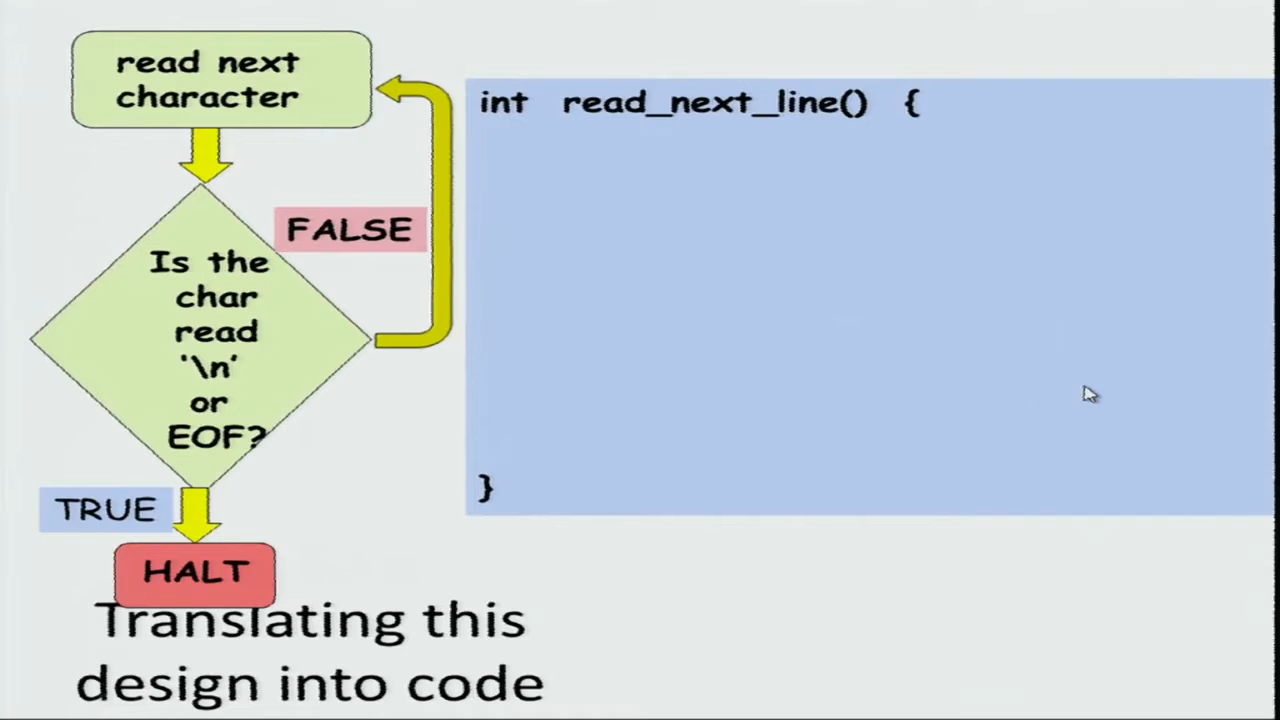 read next
character
FALSE
Is the
char
read
'\n'
or
EOF?
TRUE
HALT
Translating this
design into code
int read_next_line() {
}